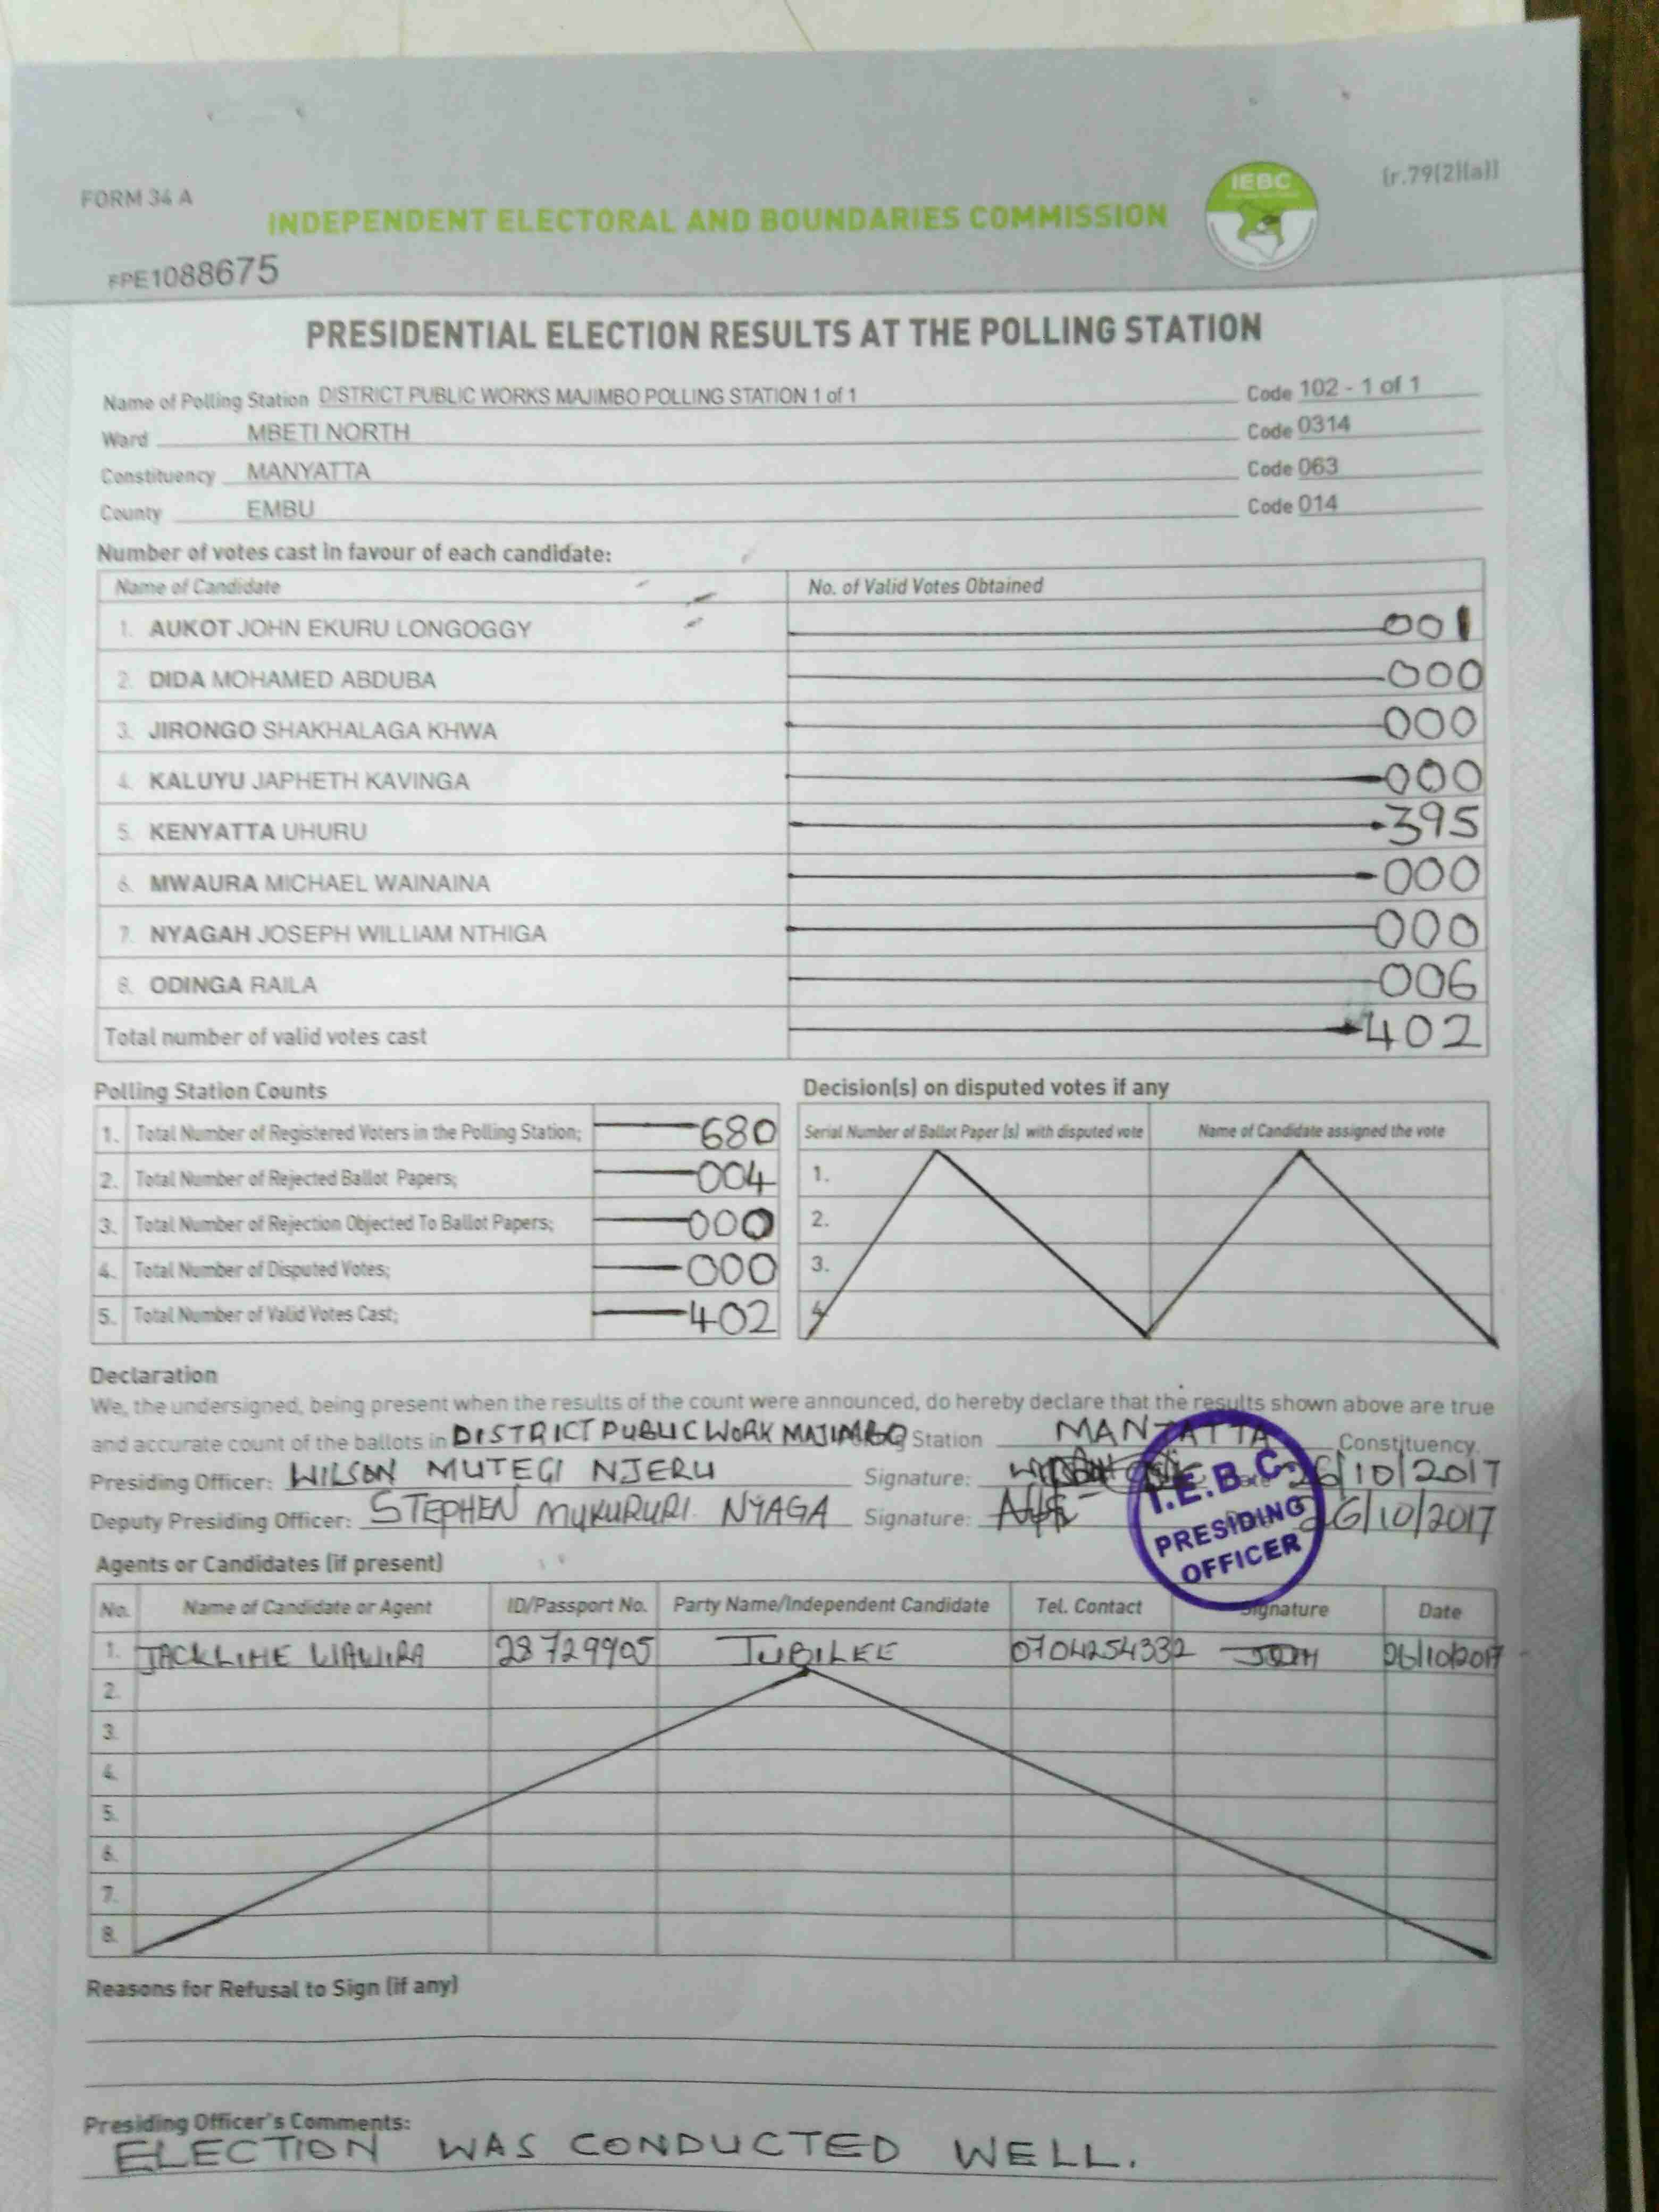 FORM 34 A
IEBC
(r.79(2)(a))
INDEPENDENT ELECTORAL AND BOUNDARIES COMMISSION
FPE1088675
PRESIDENTIAL ELECTION RESULTS AT THE POLLING STATION
Name of Polling Station DISTRICT PUBLIC WORKS MAJIMBO POLLING STATION 1 of 1 Code 102 - 1 of 1
Ward MBETI NORTH Code 0314
Constituency MANYATTA Code 063
County EMBU Code 014
Number of votes cast in favour of each candidate:
Name of Candidate No. of Valid Votes Obtained
1. AUKOT JOHN EKURU LONGOGGY 001
2. DIDA MOHAMED ABDUBA 000
3. JIRONGO SHAKHALAGA KHWA 000
4. KALUYU JAPHETH KAVINGA 000
5. KENYATTA UHURU 395
6. MWAURA MICHAEL WAINAINA 000
7. NYAGAH JOSEPH WILLIAM NTHIGA 000
8. ODINGA RAILA 006
Total number of valid votes cast 402
Polling Station Counts
1. Total Number of Registered Voters in the Polling Station; 680
2. Total Number of Rejected Ballot Papers; 004
3. Total Number of Rejection Objected To Ballot Papers; 000
4. Total Number of Disputed Votes; 000
5. Total Number of Valid Votes Cast; 402
Decision(s) on disputed votes if any
Serial Number of Ballot Paper (s) with disputed vote Name of Candidate assigned the vote
1.
2.
3.
4.
Declaration
We, the undersigned, being present when the results of the count were announced, do hereby declare that the results shown above are true
and accurate count of the ballots in DISTRICT PUBLIC WORK MAJIMBO Station MANYATTA Constituency.
Presiding Officer: WILSON MUTEGI NJERU Signature: 26/10/2017
Deputy Presiding Officer: STEPHEN MUKURURI NYAGA Signature: 26/10/2017
I.E.B.C
PRESIDING
OFFICER
Agents or Candidates (if present)
No. Name of Candidate or Agent ID/Passport No. Party Name/Independent Candidate Tel. Contact Signature Date
1. JACKLINE WAWIRA 28729905 JUBILEE 0704254332 26/10/2017
2.
3.
4.
5.
6.
7.
8.
Reasons for Refusal to Sign (if any)
Presiding Officer's Comments:
ELECTION WAS CONDUCTED WELL.